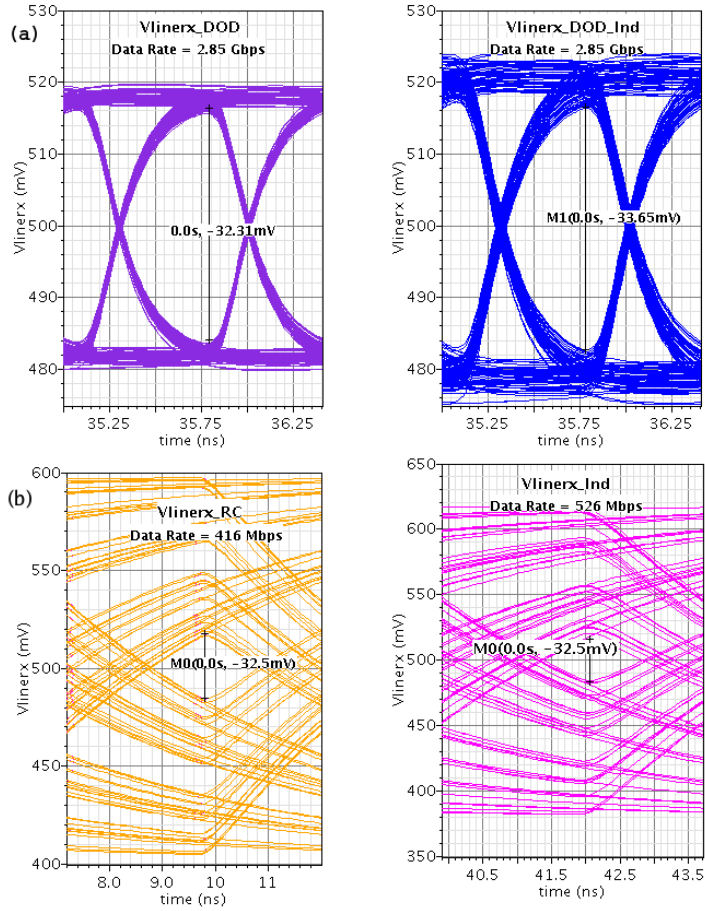 (a)
Vlinerx_DOD
Data Rate = 2.85 Gbps
Vlinerx (mV)
530
520
510
500
490
480
0.0s, -32.31mV
35.25
35.75
36.25
time (ns)
Vlinerx_DOD_Ind
Data Rate = 2.85 Gbps
Vlinerx (mV)
530
520
510
500
490
480
M1(0.0s, -33.65mV)
35.25
35.75
36.25
time (ns)
(b)
Vlinerx_RC
Data Rate = 416 Mbps
Vlinerx (mV)
600
550
500
450
400
M0(0.0s, -32.5mV)
8.0
9.0
10
11
time (ns)
Vlinerx_Ind
Data Rate = 526 Mbps
Vlinerx (mV)
650
600
550
500
450
400
350
M0(0.0s, -32.5mV)
40.5
41.5
42.5
43.5
time (ns)